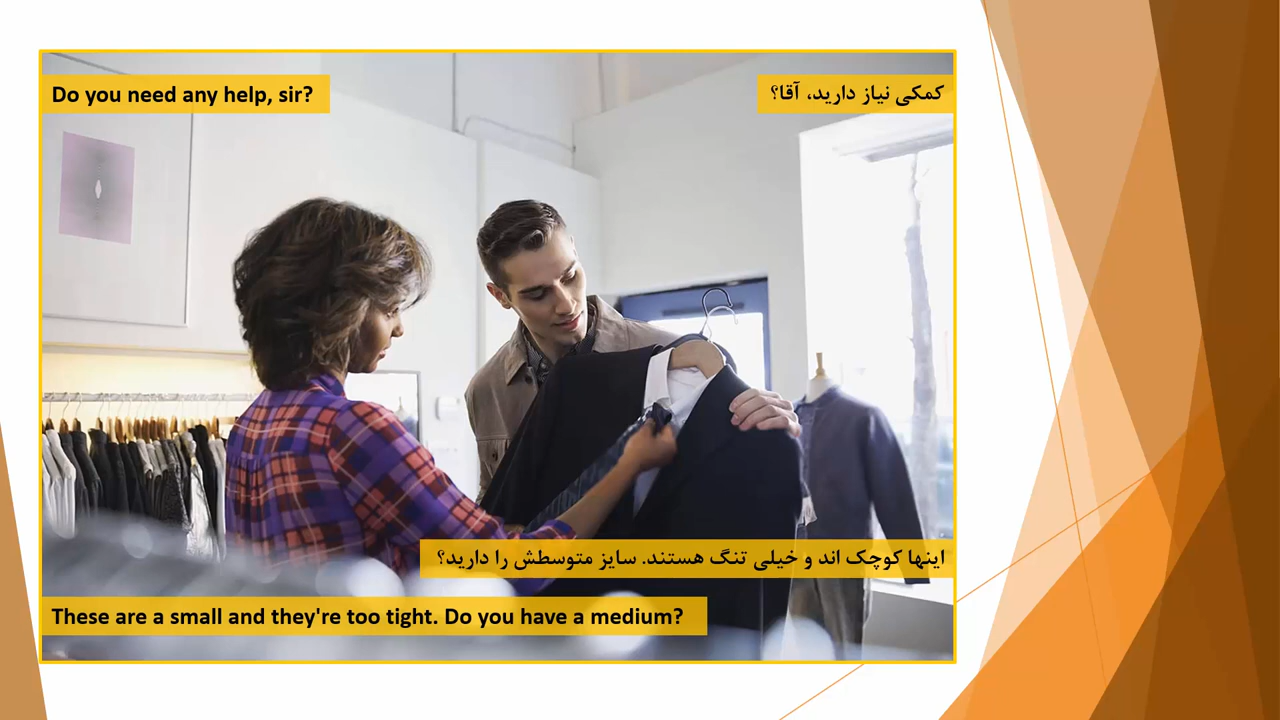 Do you need any help, sir?
کمکی نیاز دارید، آقا؟
اینها کوچک اند و خیلی تنگ هستند. سایز متوسطش را دارید؟
These are a small and they're too tight. Do you have a medium?